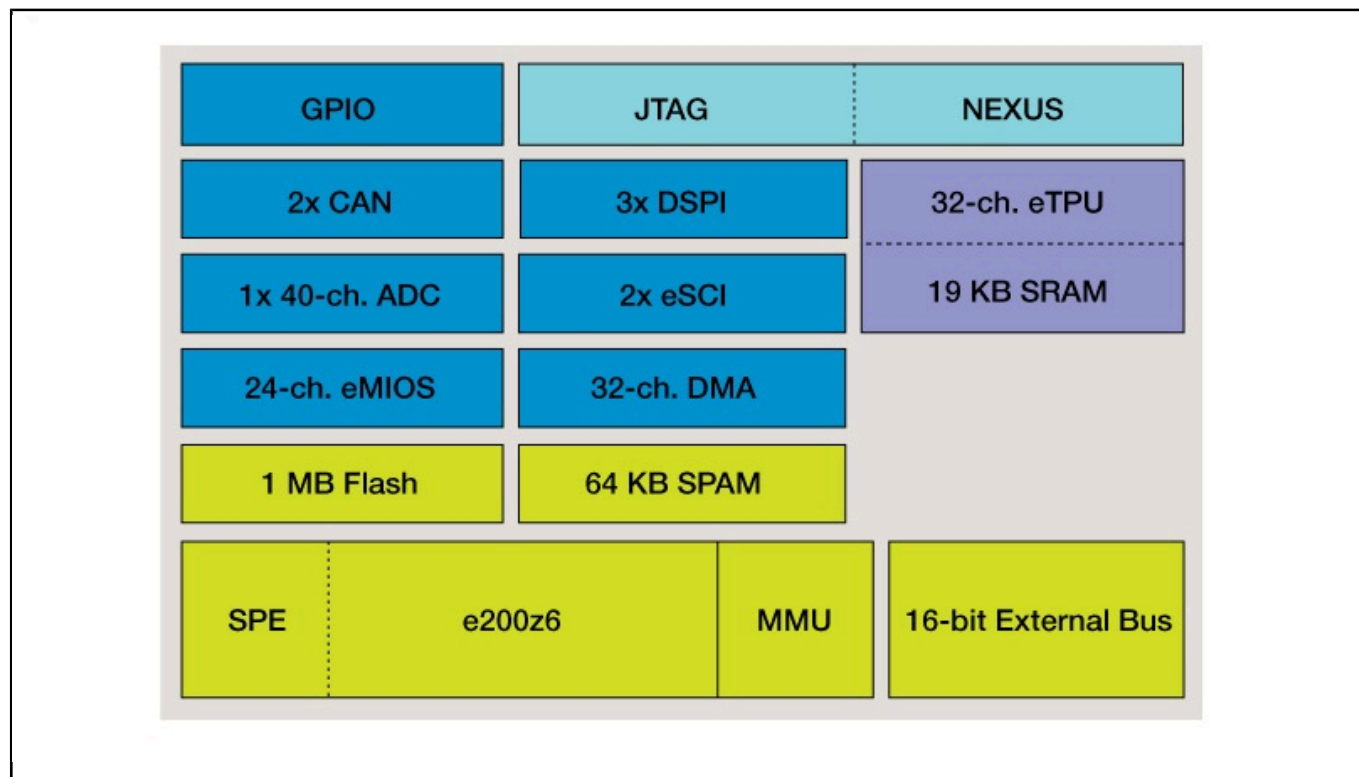 GPIO
JTAG
NEXUS
2x CAN
3x DSPI
32-ch. eTPU
1x 40-ch. ADC
2x eSCI
19 KB SRAM
24-ch. eMIOS
32-ch. DMA
1 MB Flash
64 KB SPAM
SPE
e200z6
MMU
16-bit External Bus